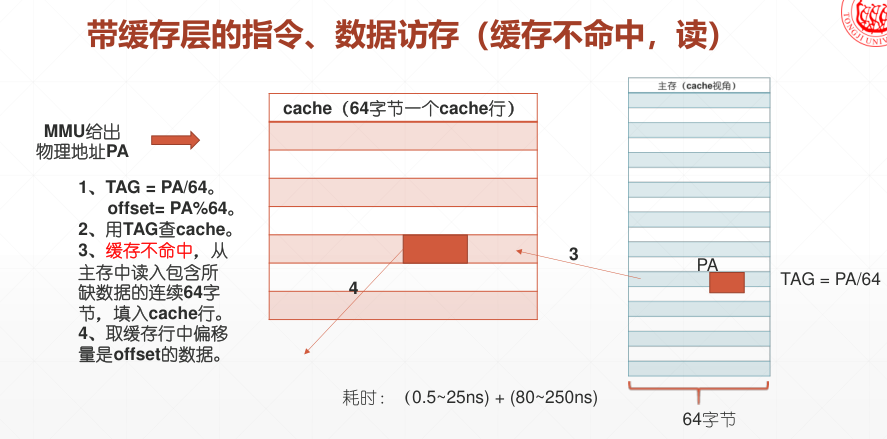 带缓存层的指令、数据访存（缓存不命中，读）
MMU给出
物理地址PA
1、TAG = PA/64。
offset= PA%64。
2、用TAG查cache。
3、缓存不命中，从
主存中读入包含所
缺数据的连续64字
节，填入cache行。
4、取缓存行中偏移
量是offset的数据。
cache（64字节一个cache行）
4
3
主存（cache视角）
PA
TAG = PA/64
64字节
耗时：（0.5~25ns) + (80~250ns)